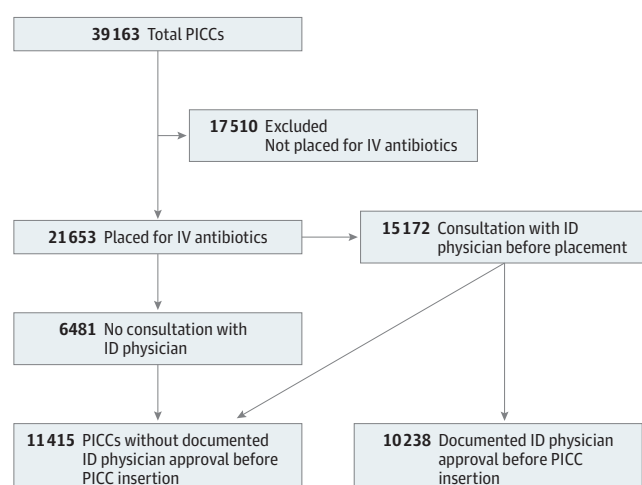 39163 Total PICCs
17510 Excluded
Not placed for IV antibiotics
21653 Placed for IV antibiotics
15172 Consultation with ID
physician before placement
6481 No consultation with
ID physician
11415 PICCs without documented
ID physician approval before
PICC insertion
10238 Documented ID physician
approval before PICC
insertion